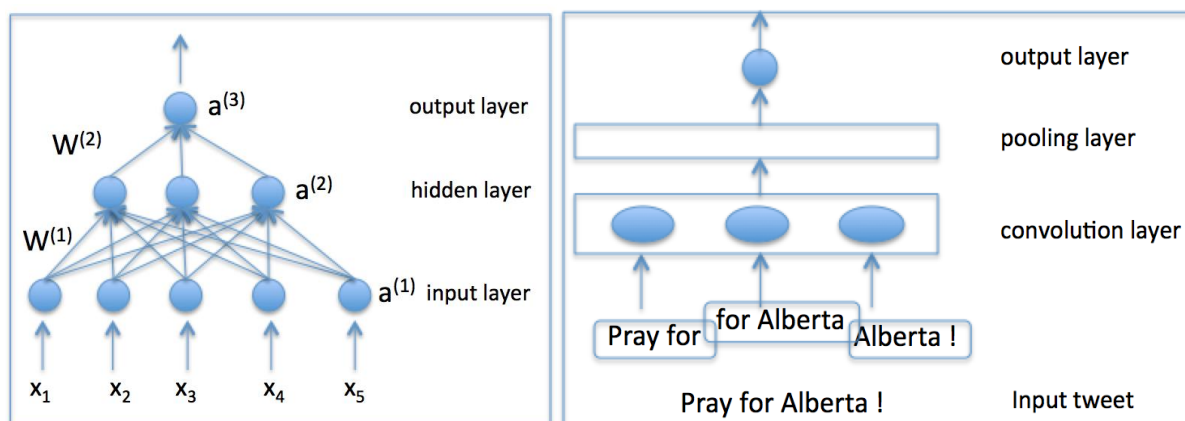 a⁽³⁾ output layer
W⁽²⁾
a⁽²⁾ hidden layer
W⁽¹⁾
a⁽¹⁾ input layer
x₁ x₂ x₃ x₄ x₅
output layer
pooling layer
convolution layer
Pray for for Alberta Alberta !
Pray for Alberta ! Input tweet